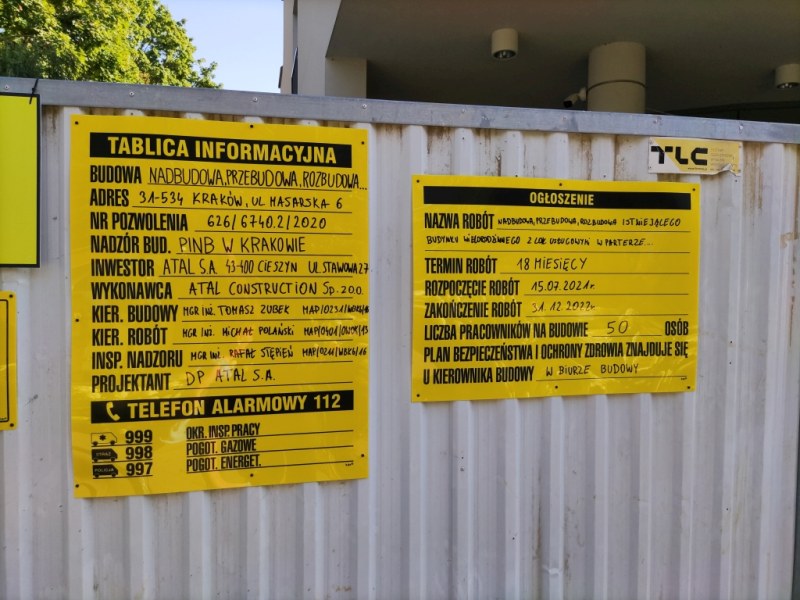 TABLICA INFORMACYJNA
BUDOWA NADBUDOWA, PRZEBUDOWA, ROZBUDOWA...
ADRES 31-534 KRAKÓW, UL. MASARSKA 6
NR POZWOLENIA 626/6740.2/2020
NADZÓR BUD. PINB W KRAKOWIE
INWESTOR ATAL S.A. 43-400 CIESZYN UL. STAWOWA 27
WYKONAWCA ATAL CONSTRUCTION SP. Z O.O.
KIER. BUDOWY MGR INŻ. TOMASZ ZUBEK
KIER. ROBÓT MGR INŻ. MICHAŁ POLAŃSKI
INSP. NADZORU MGR INŻ. RAFAŁ STĘPIEŃ
PROJEKTANT DP ATAL S.A.
TELEFON ALARMOWY 112
999 OKR. INSP. PRACY
998 POGOT. GAZOWE
997 POGOT. ENERGET.
TLC
OGŁOSZENIE
NAZWA ROBÓT NADBUDOWA, PRZEBUDOWA, ROZBUDOWA ISTNIEJĄCEGO
BUDYNKU WIELORODZINNEGO Z LOK. USŁUGOWYM W PARTERZE...
TERMIN ROBÓT 18 MIESIĘCY
ROZPOCZĘCIE ROBÓT 15.07.2021r.
ZAKOŃCZENIE ROBÓT 31.12.2022r.
LICZBA PRACOWNIKÓW NA BUDOWIE 50 OSÓB
PLAN BEZPIECZEŃSTWA I OCHRONY ZDROWIA ZNAJDUJE SIĘ
U KIEROWNIKA BUDOWY W BIURZE BUDOWY